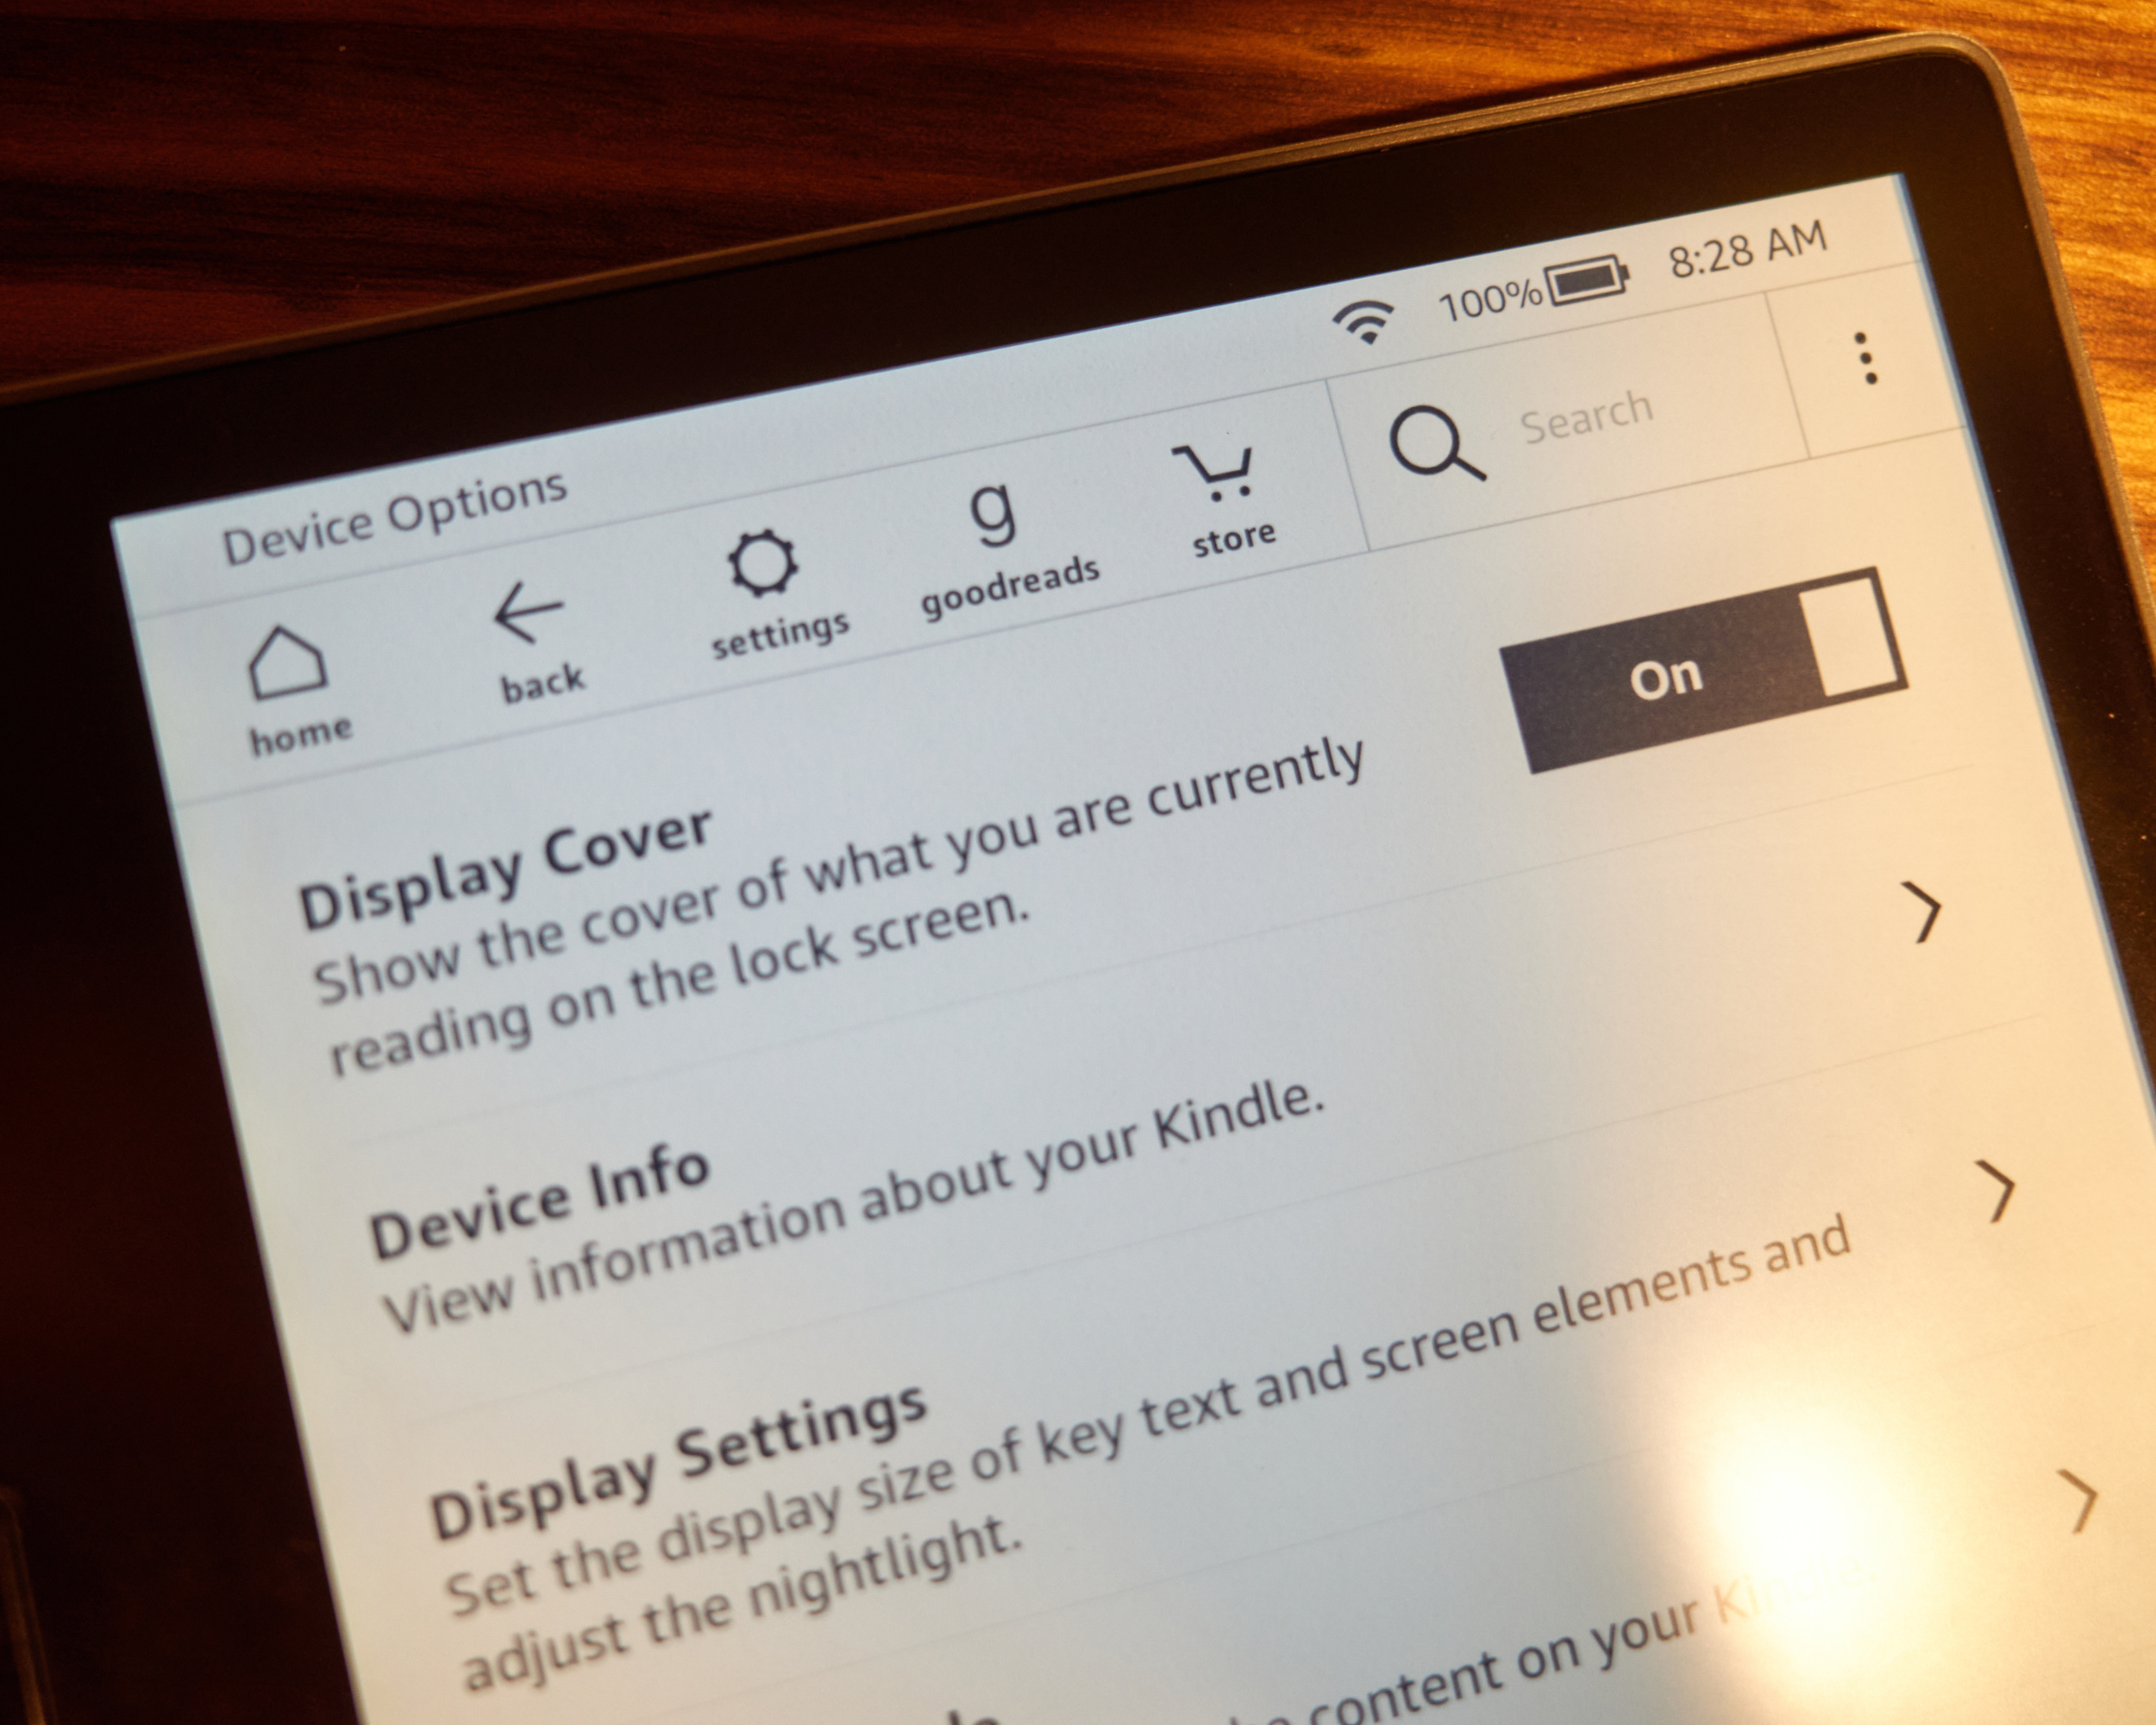 100% 8:28 AM
Device Options
home
back
settings
g
goodreads
store
Search
On
Display Cover
Show the cover of what you are currently
reading on the lock screen.
Device Info
View information about your Kindle.
Display Settings
Set the display size of key text and screen elements and
adjust the nightlight.
content on your